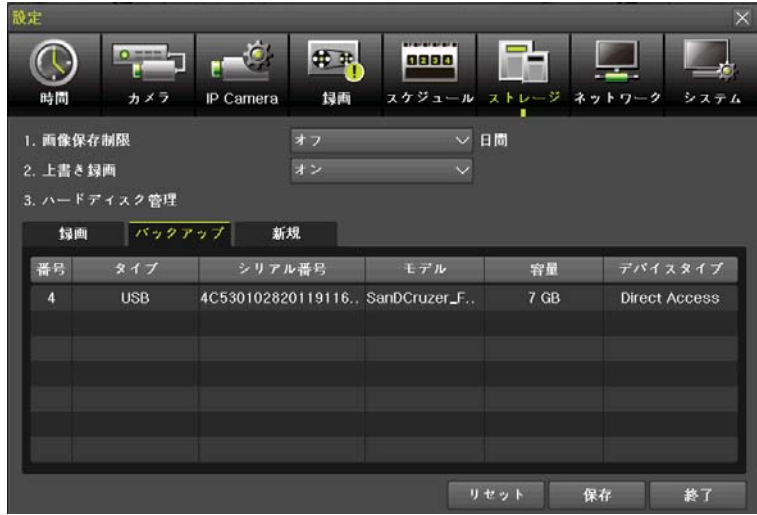 設定
時間 カメラ IP Camera 録画 スケジュール ストレージ ネットワーク システム
1. 画像保存制限 オフ 日間
2. 上書き録画 オン
3. ハードディスク管理
録画 バックアップ 新規
番号 タイプ シリアル番号 モデル 容量 デバイスタイプ
4 USB 4C530102820119116.. SanDCruzer_F.. 7 GB Direct Access
リセット 保存 終了